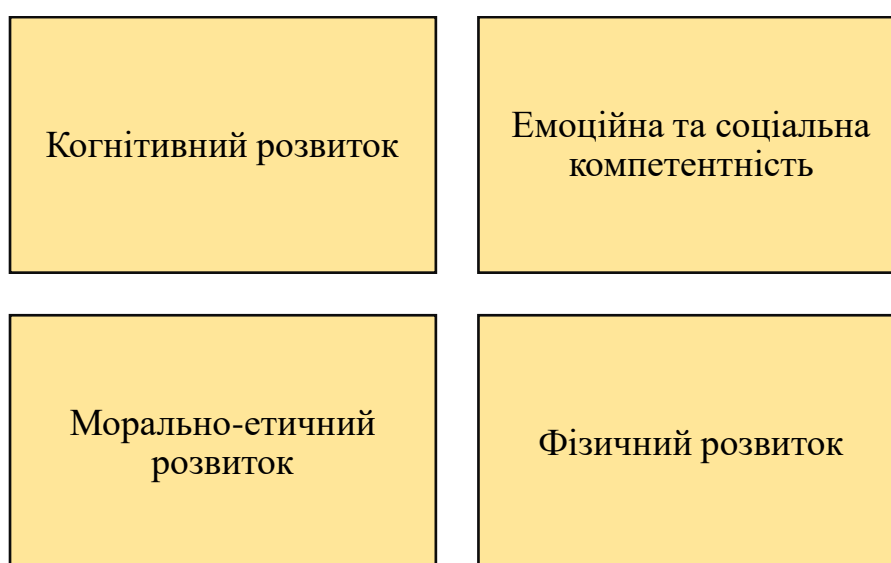 Когнітивний розвиток
Емоційна та соціальна
компетентність
Морально-етичний
розвиток
Фізичний розвиток